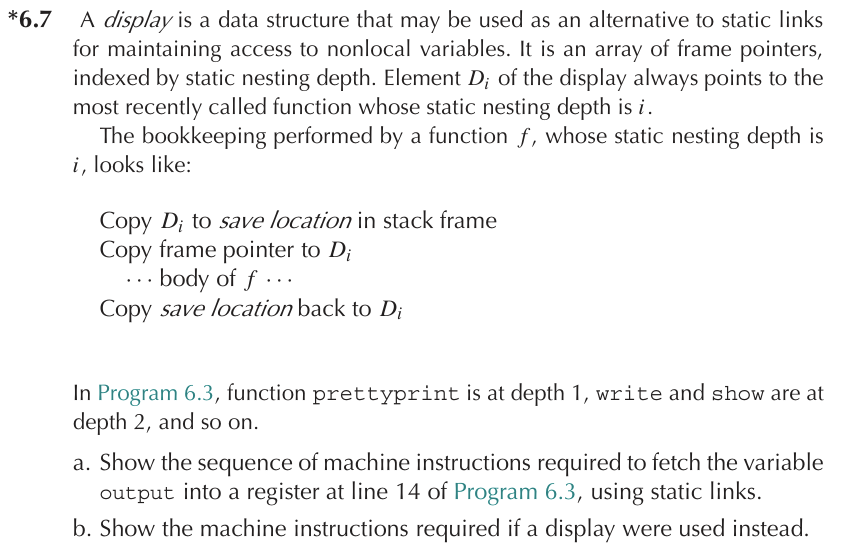 *6.7 A display is a data structure that may be used as an alternative to static links
for maintaining access to nonlocal variables. It is an array of frame pointers,
indexed by static nesting depth. Element Di of the display always points to the
most recently called function whose static nesting depth is i.
The bookkeeping performed by a function f, whose static nesting depth is
i, looks like:
Copy Di to save location in stack frame
Copy frame pointer to Di
··· body of f ···
Copy save location back to Di
In Program 6.3, function prettyprint is at depth 1, write and show are at
depth 2, and so on.
a. Show the sequence of machine instructions required to fetch the variable
output into a register at line 14 of Program 6.3, using static links.
b. Show the machine instructions required if a display were used instead.